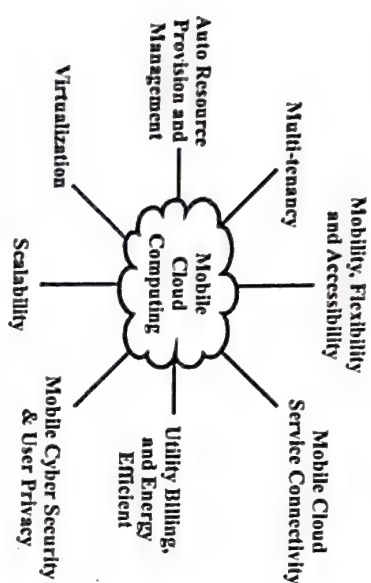 Mobility, Flexibility
and Accessibility
Multi-tenancy
Mobile Cloud
Service Connectivity
Auto Resource
Provision and
Management
Mobile
Cloud
Computing
Utility Billing,
and Energy
Efficient
Virtualization
Scalability
Mobile Cyber Security
& User Privacy